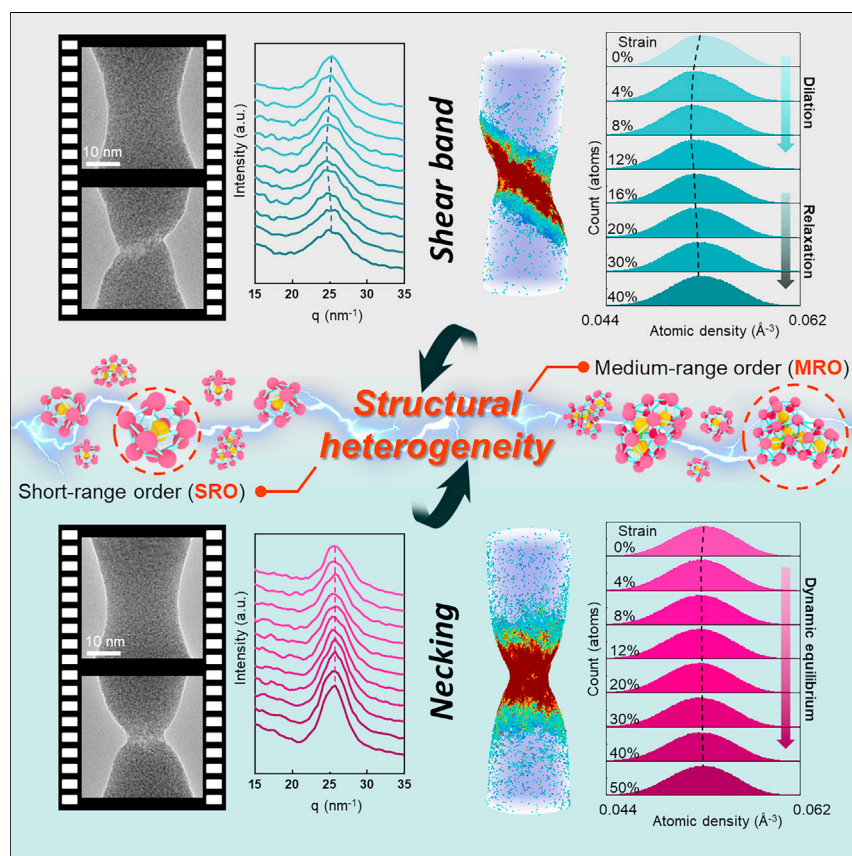 10 nm
Intensity (a.u.)
15 20 25 30 35
q (nm⁻¹)
Shear band
Strain
0%
4%
8%
12%
16%
20%
30%
40%
Count (atoms)
0.044 0.062
Atomic density (Å⁻³)
Dilation
Relaxation
Medium-range order (MRO)
Structural
heterogeneity
Short-range order (SRO)
10 nm
Intensity (a.u.)
15 20 25 30 35
q (nm⁻¹)
Necking
Strain
0%
4%
8%
12%
20%
30%
40%
50%
Count (atoms)
0.044 0.062
Atomic density (Å⁻³)
Dynamic equilibrium